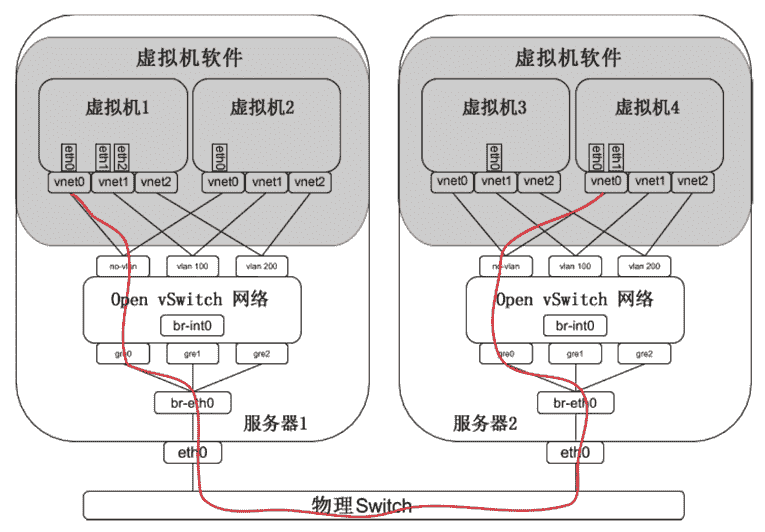 虚拟机软件
虚拟机1
虚拟机2
eth0
eth1
eth2
eth0
vnet0
vnet1
vnet2
vnet0
vnet1
vnet2
no-vlan
vlan 100
vlan 200
Open vSwitch 网络
br-int0
gre0
gre1
gre2
br-eth0
服务器1
eth0
虚拟机软件
虚拟机3
虚拟机4
eth0
eth0
eth1
vnet0
vnet1
vnet2
vnet0
vnet1
vnet2
no-vlan
vlan 100
vlan 200
Open vSwitch 网络
br-int0
gre0
gre1
gre2
br-eth0
服务器2
eth0
物理Switch